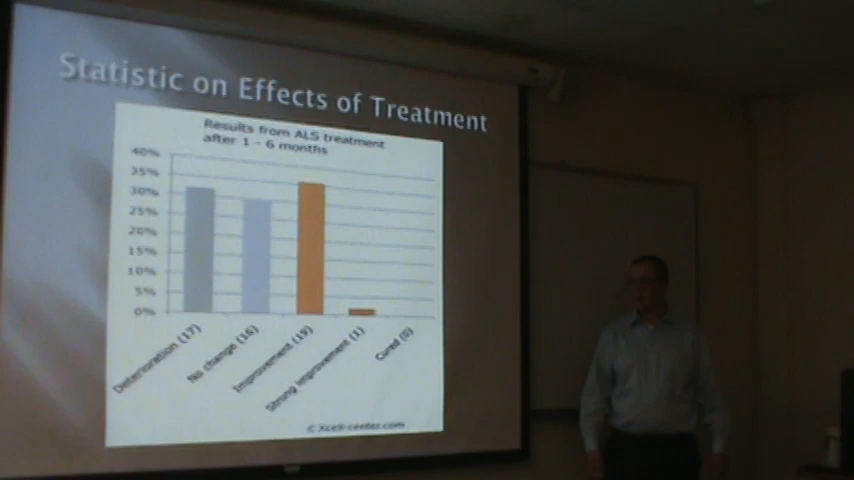 Statistic on Effects of Treatment
Results from ALS treatment
after 1 - 6 months
40%
35%
30%
25%
20%
15%
10%
5%
0%
Deterioration (17)
No change (16)
Improvement (19)
Strong improvement (1)
Cured (0)
© Xcell-center.com